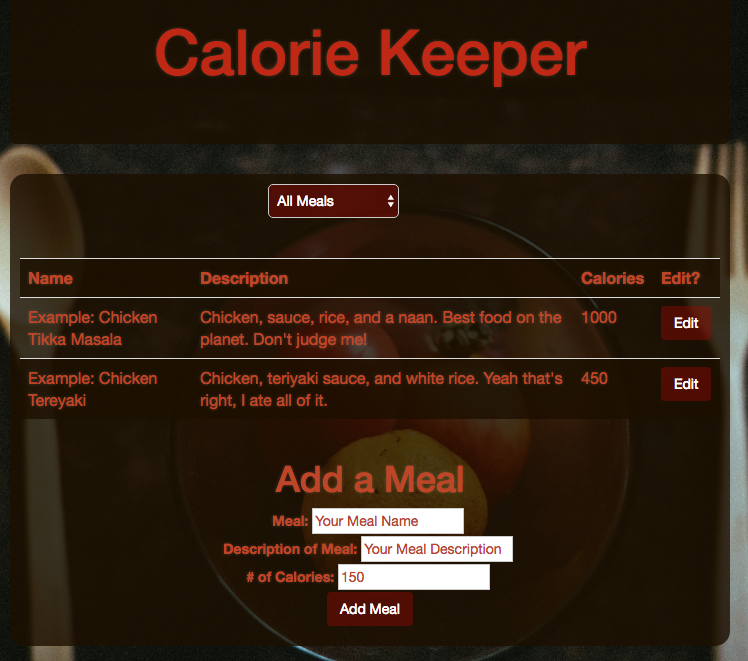 Calorie Keeper
All Meals
Name Description Calories Edit?
Example: Chicken Chicken, sauce, rice, and a naan. Best food on the 1000 Edit
Tikka Masala planet. Don't judge me!
Example: Chicken Chicken, teriyaki sauce, and white rice. Yeah that's 450 Edit
Tereyaki right, I ate all of it.
Add a Meal
Meal: Your Meal Name
Description of Meal: Your Meal Description
# of Calories: 150
Add Meal